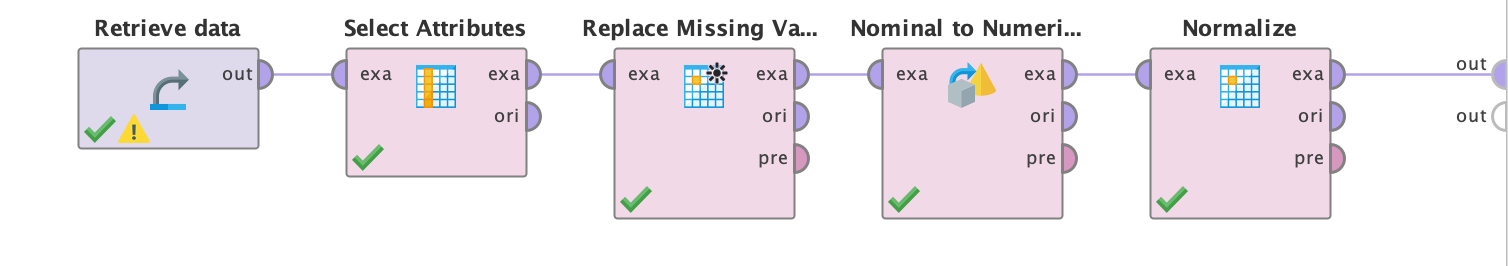 Retrieve data
out
Select Attributes
exa exa
ori
Replace Missing Va...
exa exa
ori
pre
Nominal to Numeri...
exa exa
ori
pre
Normalize
exa exa
ori
pre
out
out